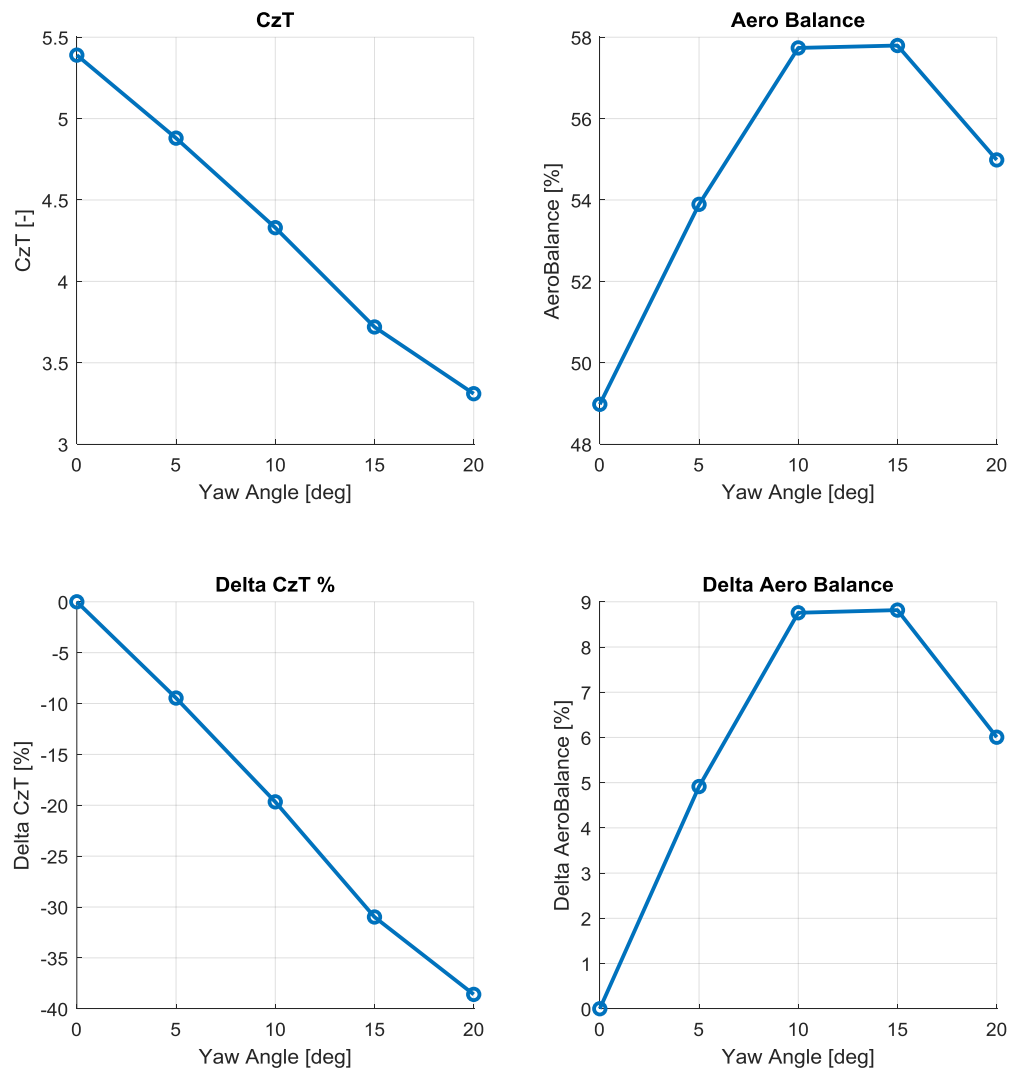 CzT
CzT [-]
5.5
5
4.5
4
3.5
3
0 5 10 15 20
Yaw Angle [deg]
Aero Balance
AeroBalance [%]
58
56
54
52
50
48
0 5 10 15 20
Yaw Angle [deg]
Delta CzT %
Delta CzT [%]
0
-5
-10
-15
-20
-25
-30
-35
-40
0 5 10 15 20
Yaw Angle [deg]
Delta Aero Balance
Delta AeroBalance [%]
9
8
7
6
5
4
3
2
1
0
0 5 10 15 20
Yaw Angle [deg]